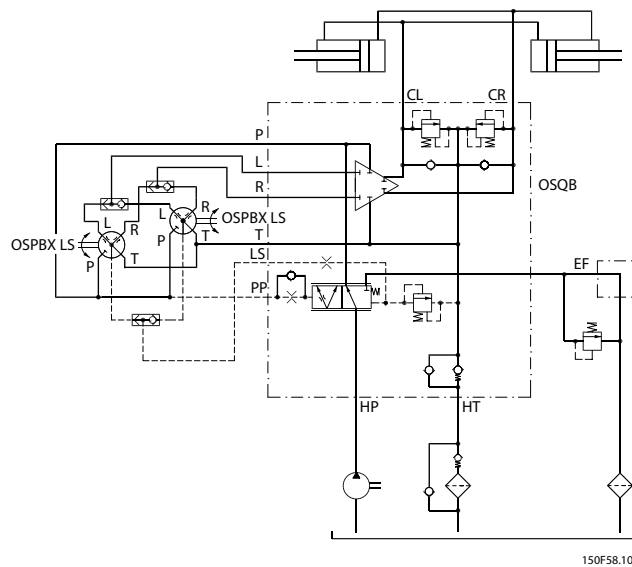 CL CR
P
L
OSQB
R
L R OSPBX LS
R
L
OSPBX LS P T T
LS
P T
EF
PP
HP HT
150F58.10